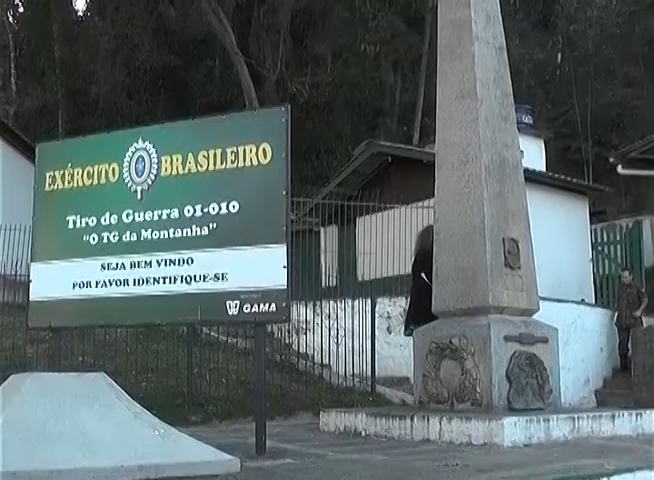 EXÉRCITO BRASILEIRO
Tiro de Guerra 01-010
"O TG da Montanha"
SEJA BEM VINDO
POR FAVOR IDENTIFIQUE-SE
GAMA